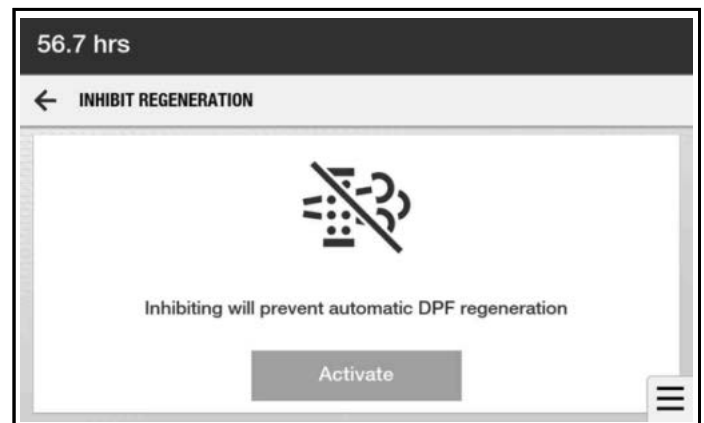 56.7 hrs
INHIBIT REGENERATION
Inhibiting will prevent automatic DPF regeneration
Activate